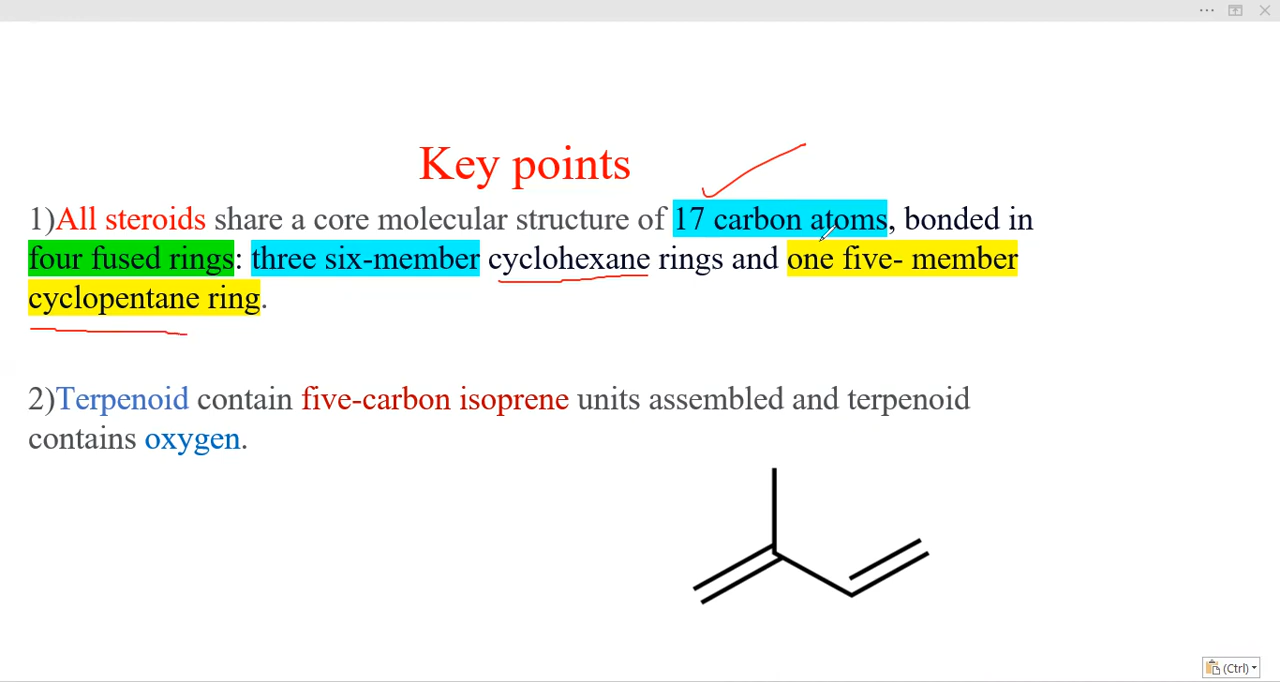 Key points
1)All steroids share a core molecular structure of 17 carbon atoms, bonded in
four fused rings: three six-member cyclohexane rings and one five- member
cyclopentane ring.
2)Terpenoid contain five-carbon isoprene units assembled and terpenoid
contains oxygen.
(Ctrl)